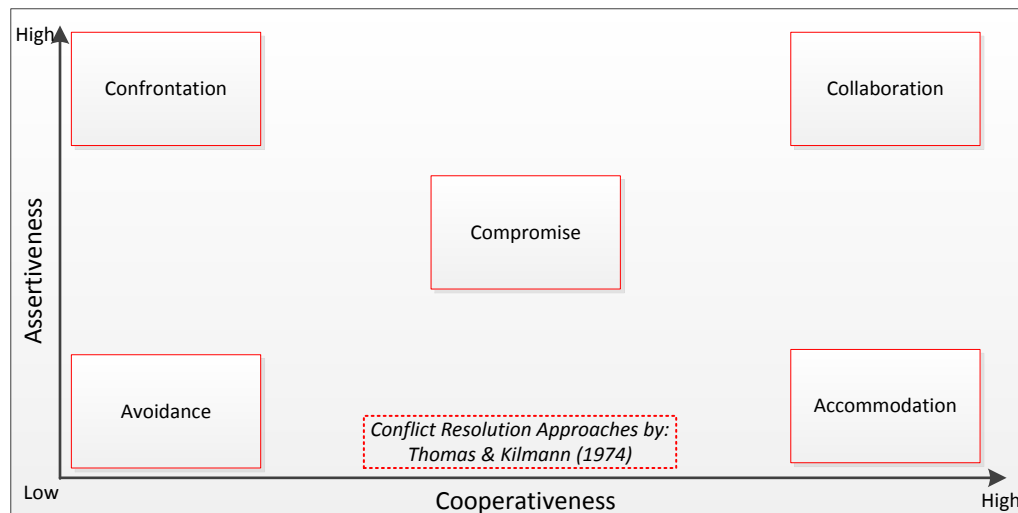 High
Confrontation
Collaboration
Compromise
Assertiveness
Avoidance
Accommodation
Conflict Resolution Approaches by:
Thomas & Kilmann (1974)
Low
Cooperativeness
High